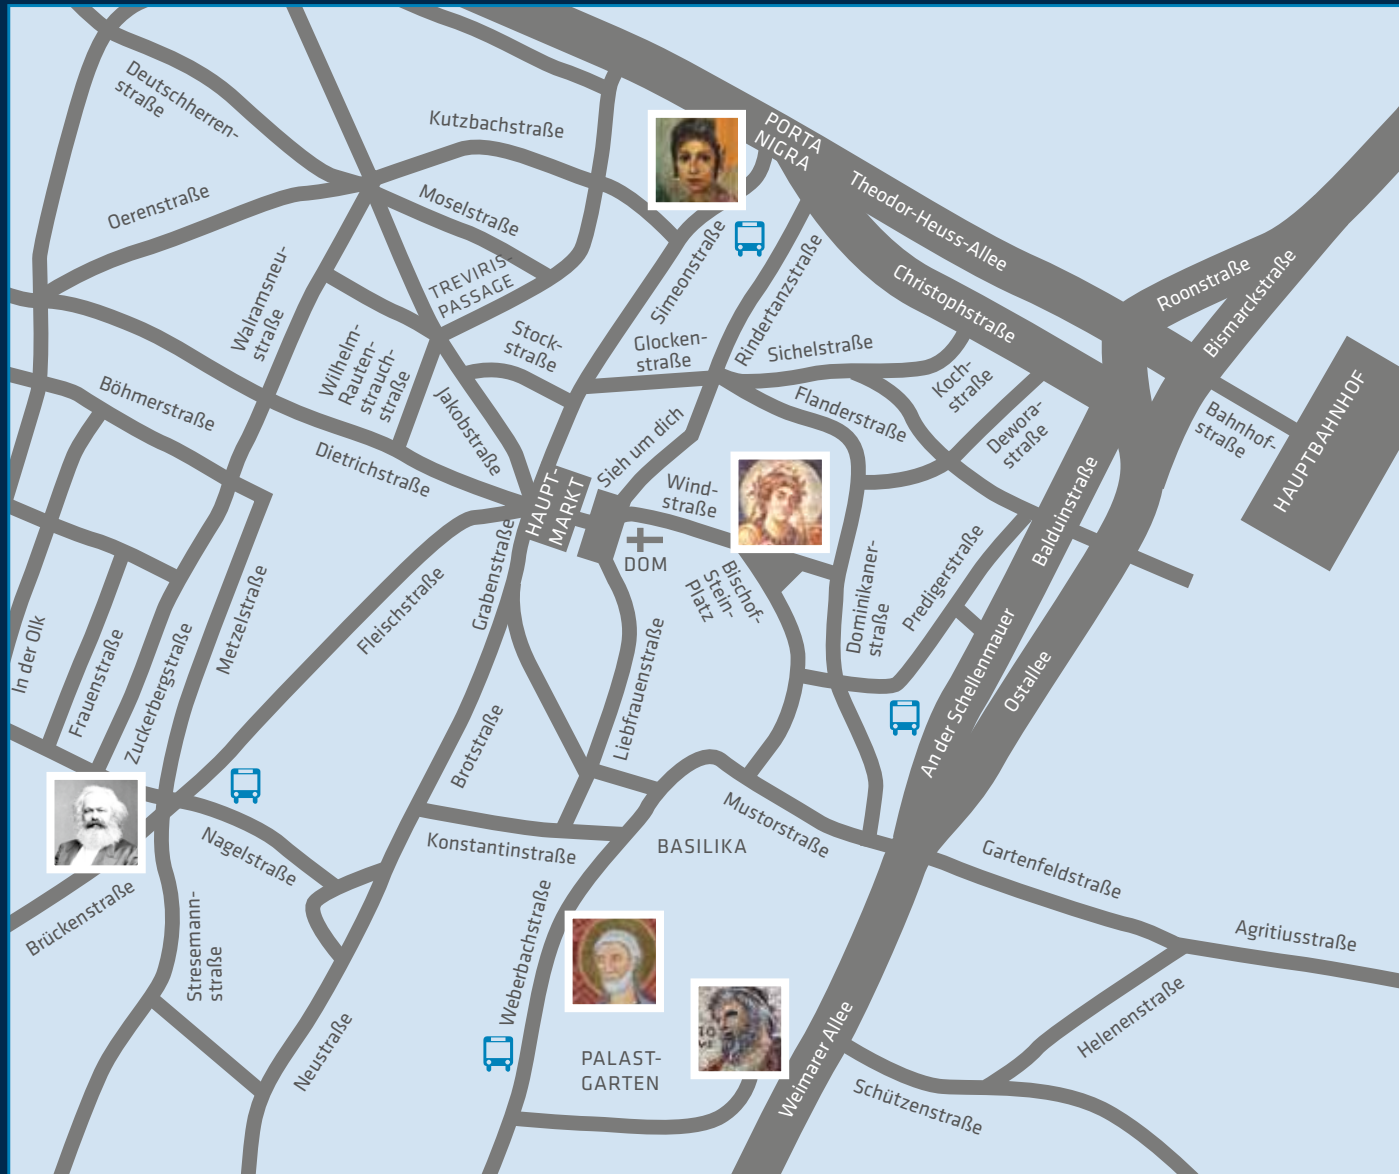 Deutschherren-
straße
Kutzbachstraße
PORTA
NIGRA
Theodor-Heuss-Allee
Oerenstraße
Moselstraße
TREVIRIS-
PASSAGE
Simeonstraße
Rindertanzstraße
Christophstraße
Roonstraße
Bismarckstraße
Walramsneu-
straße
Wilhelm-
Rauten-
strauch-
straße
Stock-
straße
Glocken-
straße
Sichelstraße
Koch-
straße
Dewora-
straße
Bahnhof-
straße
HAUPTBAHNHOF
Böhmerstraße
Jakobstraße
Dietrichstraße
Flanderstraße
Sieh um dich
HAUPT-
MARKT
Wind-
straße
DOM
Balduinstraße
Grabenstraße
Fleischstraße
Bischof-
Stein-
Platz
Dominikaner-
straße
Predigerstraße
In der Olk
Frauenstraße
Zuckerbergstraße
Metzelstraße
Liebfrauenstraße
An der Schellenmauer
Ostallee
Brotstraße
Mustorstraße
Nagelstraße
Konstantinstraße
BASILIKA
Gartenfeldstraße
Agritiusstraße
Brückenstraße
Stresemann-
straße
Weberbachstraße
Neustraße
IO
PALAST-
GARTEN
Weimarer Allee
Helenenstraße
Schützenstraße